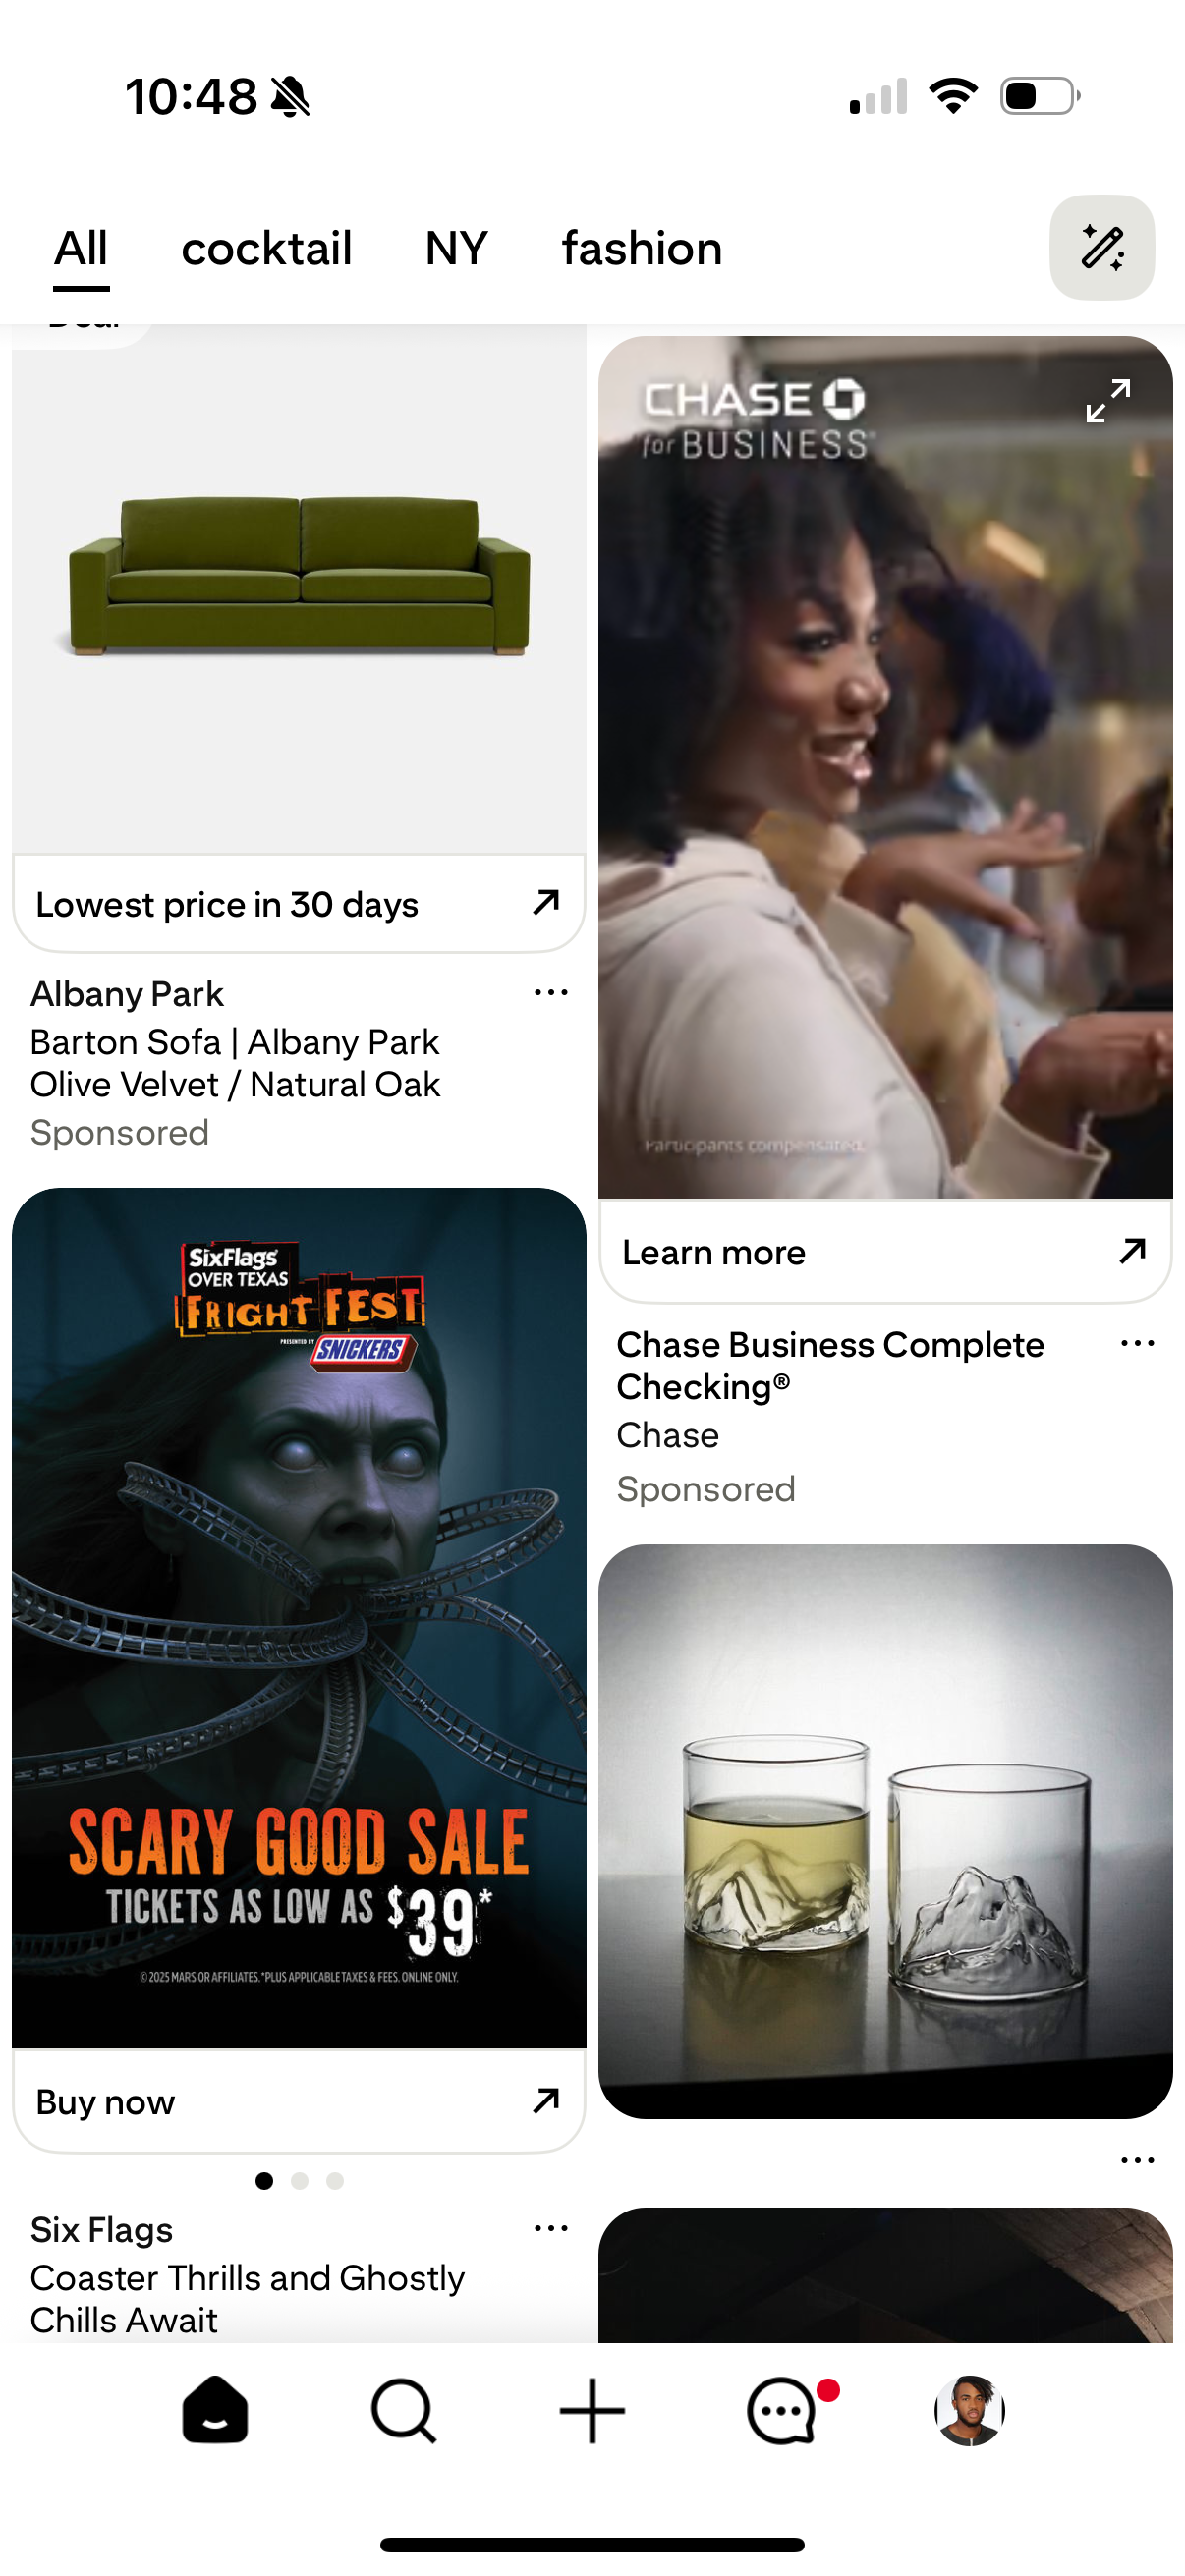 10:48
All
cocktail
NY
fashion
Lowest price in 30 days
Albany Park
Barton Sofa | Albany Park
Olive Velvet / Natural Oak
Sponsored
SixFlags
OVER TEXAS
FRIGHT FEST
PRESENTED BY SNICKERS
SCARY GOOD SALE
TICKETS AS LOW AS $39*
©2025 MARS OR AFFILIATES. *PLUS APPLICABLE TAXES & FEES. ONLINE ONLY.
Buy now
Six Flags
Coaster Thrills and Ghostly
Chills Await
CHASE
for BUSINESS®
Participants compensated.
Learn more
Chase Business Complete
Checking®
Chase
Sponsored